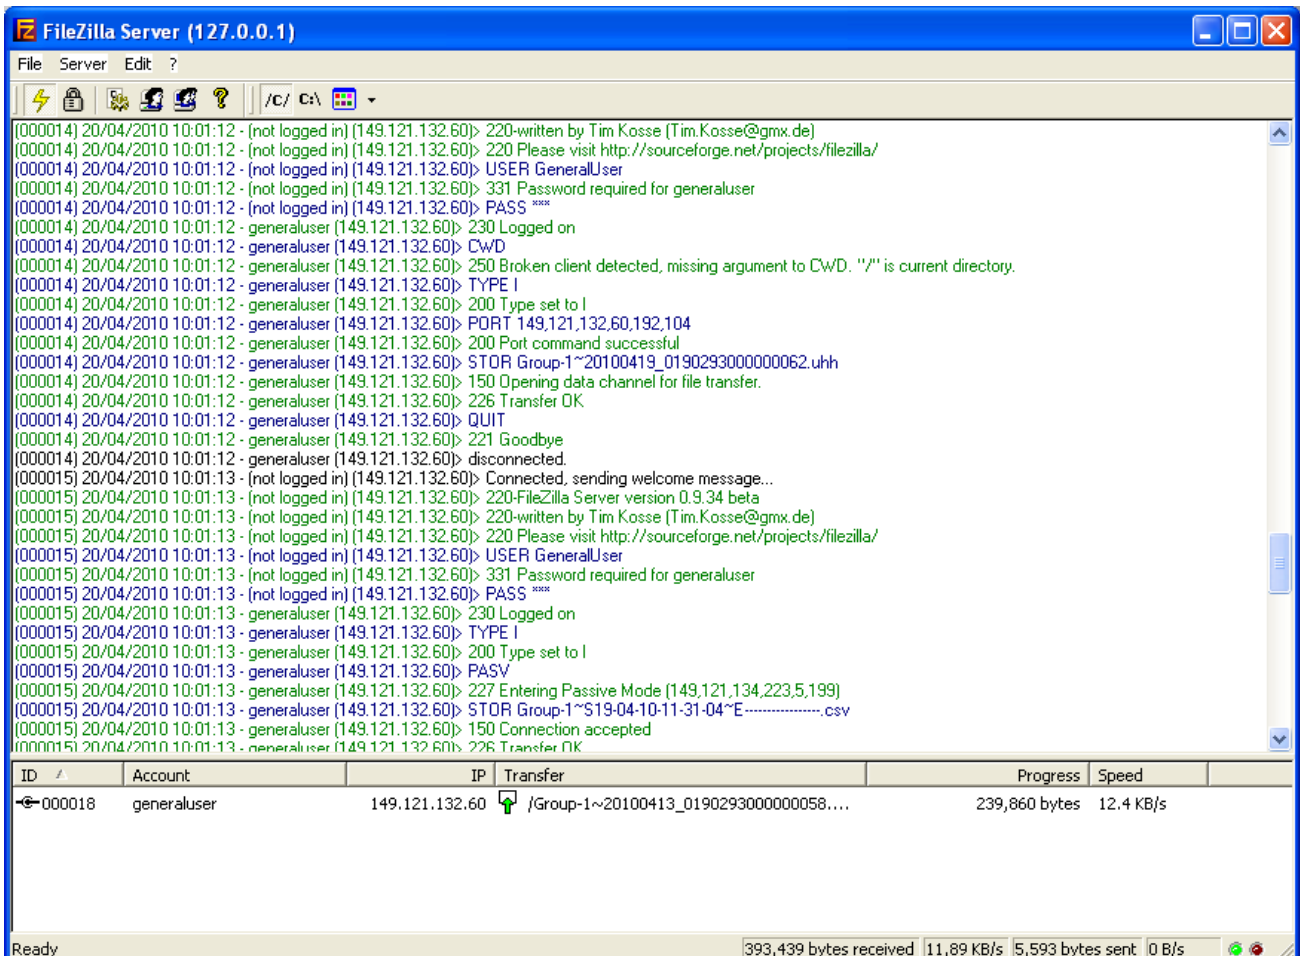 FileZilla Server (127.0.0.1)
File Server Edit ?
/C/ C:\
(000014) 20/04/2010 10:01:12 - (not logged in) (149.121.132.60)> 220-written by Tim Kosse (Tim.Kosse@gmx.de)
(000014) 20/04/2010 10:01:12 - (not logged in) (149.121.132.60)> 220 Please visit http://sourceforge.net/projects/filezilla/
(000014) 20/04/2010 10:01:12 - (not logged in) (149.121.132.60)> USER GeneralUser
(000014) 20/04/2010 10:01:12 - (not logged in) (149.121.132.60)> 331 Password required for generaluser
(000014) 20/04/2010 10:01:12 - (not logged in) (149.121.132.60)> PASS ***
(000014) 20/04/2010 10:01:12 - generaluser (149.121.132.60)> 230 Logged on
(000014) 20/04/2010 10:01:12 - generaluser (149.121.132.60)> CWD
(000014) 20/04/2010 10:01:12 - generaluser (149.121.132.60)> 250 Broken client detected, missing argument to CWD. "/" is current directory.
(000014) 20/04/2010 10:01:12 - generaluser (149.121.132.60)> TYPE I
(000014) 20/04/2010 10:01:12 - generaluser (149.121.132.60)> 200 Type set to I
(000014) 20/04/2010 10:01:12 - generaluser (149.121.132.60)> PORT 149,121,132,60,192,104
(000014) 20/04/2010 10:01:12 - generaluser (149.121.132.60)> 200 Port command successful
(000014) 20/04/2010 10:01:12 - generaluser (149.121.132.60)> STOR Group-1~20100419_0190293000000062.uhh
(000014) 20/04/2010 10:01:12 - generaluser (149.121.132.60)> 150 Opening data channel for file transfer.
(000014) 20/04/2010 10:01:12 - generaluser (149.121.132.60)> 226 Transfer OK
(000014) 20/04/2010 10:01:12 - generaluser (149.121.132.60)> QUIT
(000014) 20/04/2010 10:01:12 - generaluser (149.121.132.60)> 221 Goodbye
(000014) 20/04/2010 10:01:12 - generaluser (149.121.132.60)> disconnected.
(000015) 20/04/2010 10:01:13 - (not logged in) (149.121.132.60)> Connected, sending welcome message...
(000015) 20/04/2010 10:01:13 - (not logged in) (149.121.132.60)> 220-FileZilla Server version 0.9.34 beta
(000015) 20/04/2010 10:01:13 - (not logged in) (149.121.132.60)> 220-written by Tim Kosse (Tim.Kosse@gmx.de)
(000015) 20/04/2010 10:01:13 - (not logged in) (149.121.132.60)> 220 Please visit http://sourceforge.net/projects/filezilla/
(000015) 20/04/2010 10:01:13 - (not logged in) (149.121.132.60)> USER GeneralUser
(000015) 20/04/2010 10:01:13 - (not logged in) (149.121.132.60)> 331 Password required for generaluser
(000015) 20/04/2010 10:01:13 - (not logged in) (149.121.132.60)> PASS ***
(000015) 20/04/2010 10:01:13 - generaluser (149.121.132.60)> 230 Logged on
(000015) 20/04/2010 10:01:13 - generaluser (149.121.132.60)> TYPE I
(000015) 20/04/2010 10:01:13 - generaluser (149.121.132.60)> 200 Type set to I
(000015) 20/04/2010 10:01:13 - generaluser (149.121.132.60)> PASV
(000015) 20/04/2010 10:01:13 - generaluser (149.121.132.60)> 227 Entering Passive Mode (149,121,134,223,5,199)
(000015) 20/04/2010 10:01:13 - generaluser (149.121.132.60)> STOR Group-1~S19-04-10-11-31-04~E-----------------.csv
(000015) 20/04/2010 10:01:13 - generaluser (149.121.132.60)> 150 Connection accepted
(000015) 20/04/2010 10:01:13 - generaluser (149.121.132.60)> 226 Transfer OK
ID Account IP Transfer Progress Speed
000018 generaluser 149.121.132.60 /Group-1~20100413_0190293000000058.... 239,860 bytes 12.4 KB/s
Ready 393,439 bytes received 11,89 KB/s 5,593 bytes sent 0 B/s